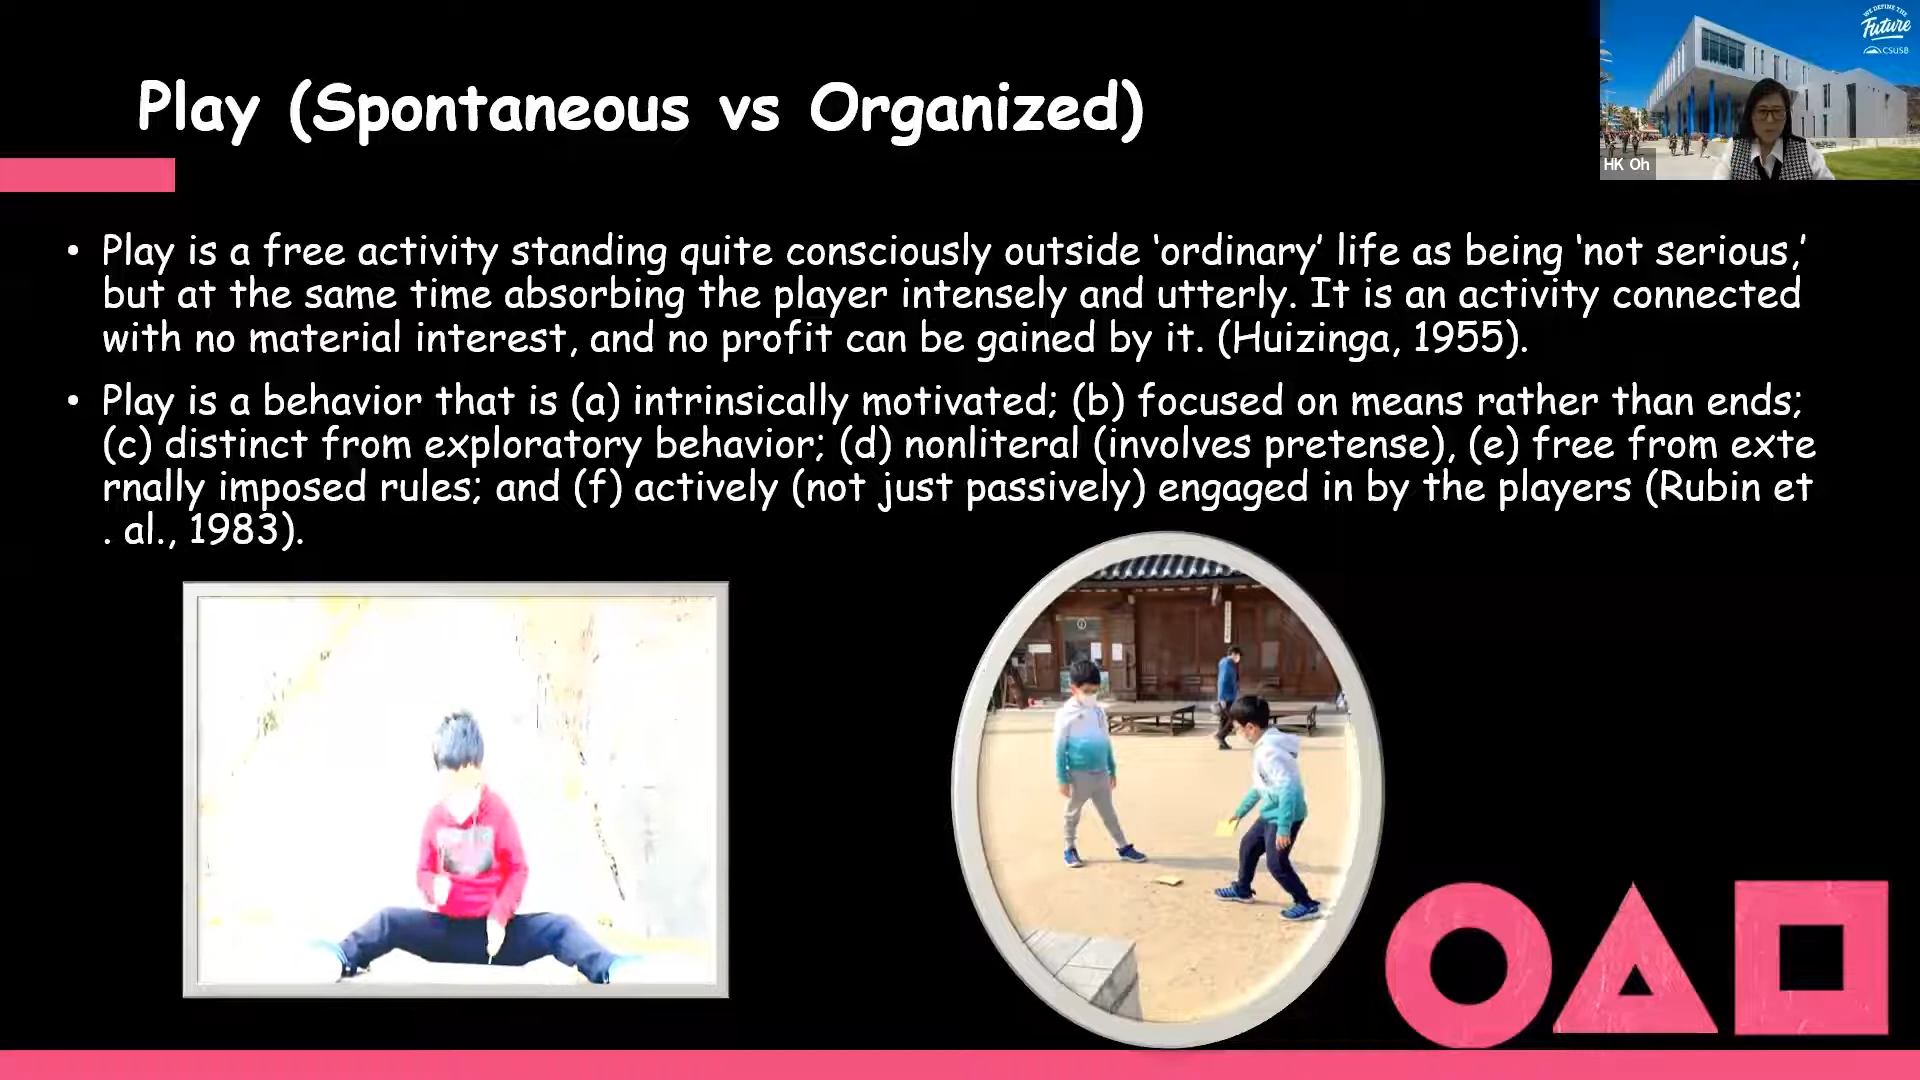 WE DEFINE THE
Future
CSUSB
Play (Spontaneous vs Organized)
HK Oh
• Play is a free activity standing quite consciously outside ‘ordinary’ life as being ‘not serious,’
but at the same time absorbing the player intensely and utterly. It is an activity connected
with no material interest, and no profit can be gained by it. (Huizinga, 1955).
• Play is a behavior that is (a) intrinsically motivated; (b) focused on means rather than ends;
(c) distinct from exploratory behavior; (d) nonliteral (involves pretense), (e) free from exte
rnally imposed rules; and (f) actively (not just passively) engaged in by the players (Rubin et
. al., 1983).